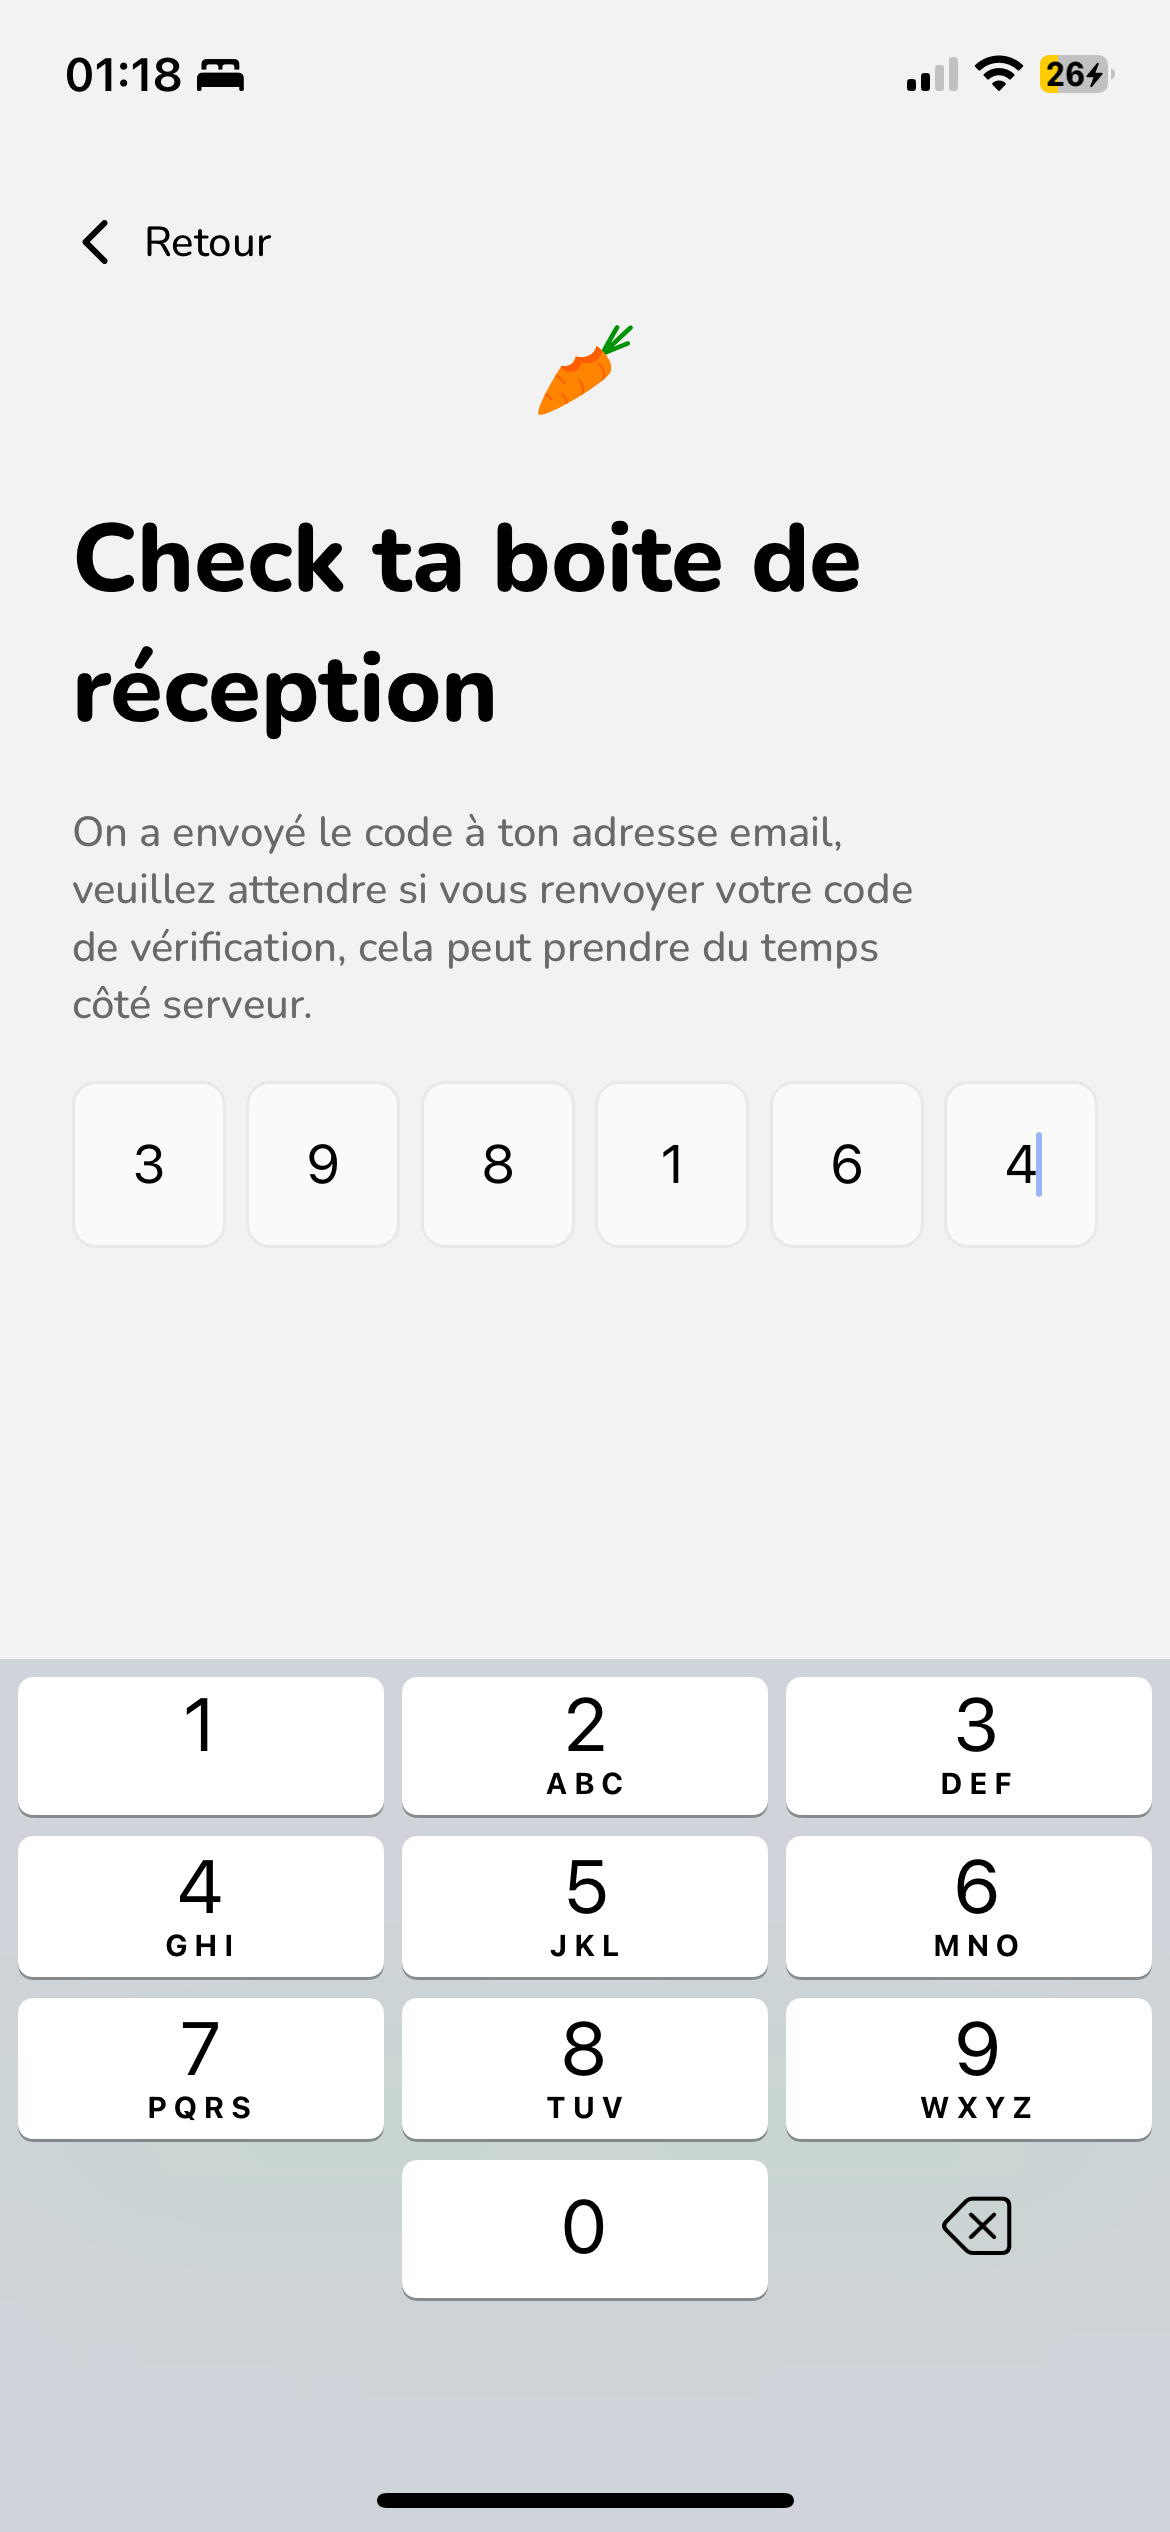 01:18
26
Retour
Check ta boite de
réception
On a envoyé le code à ton adresse email,
veuillez attendre si vous renvoyer votre code
de vérification, cela peut prendre du temps
côté serveur.
3 9 8 1 6 4
1 2 3
ABC DEF
4 5 6
GHI JKL MNO
7 8 9
PQRS TUV WXYZ
0